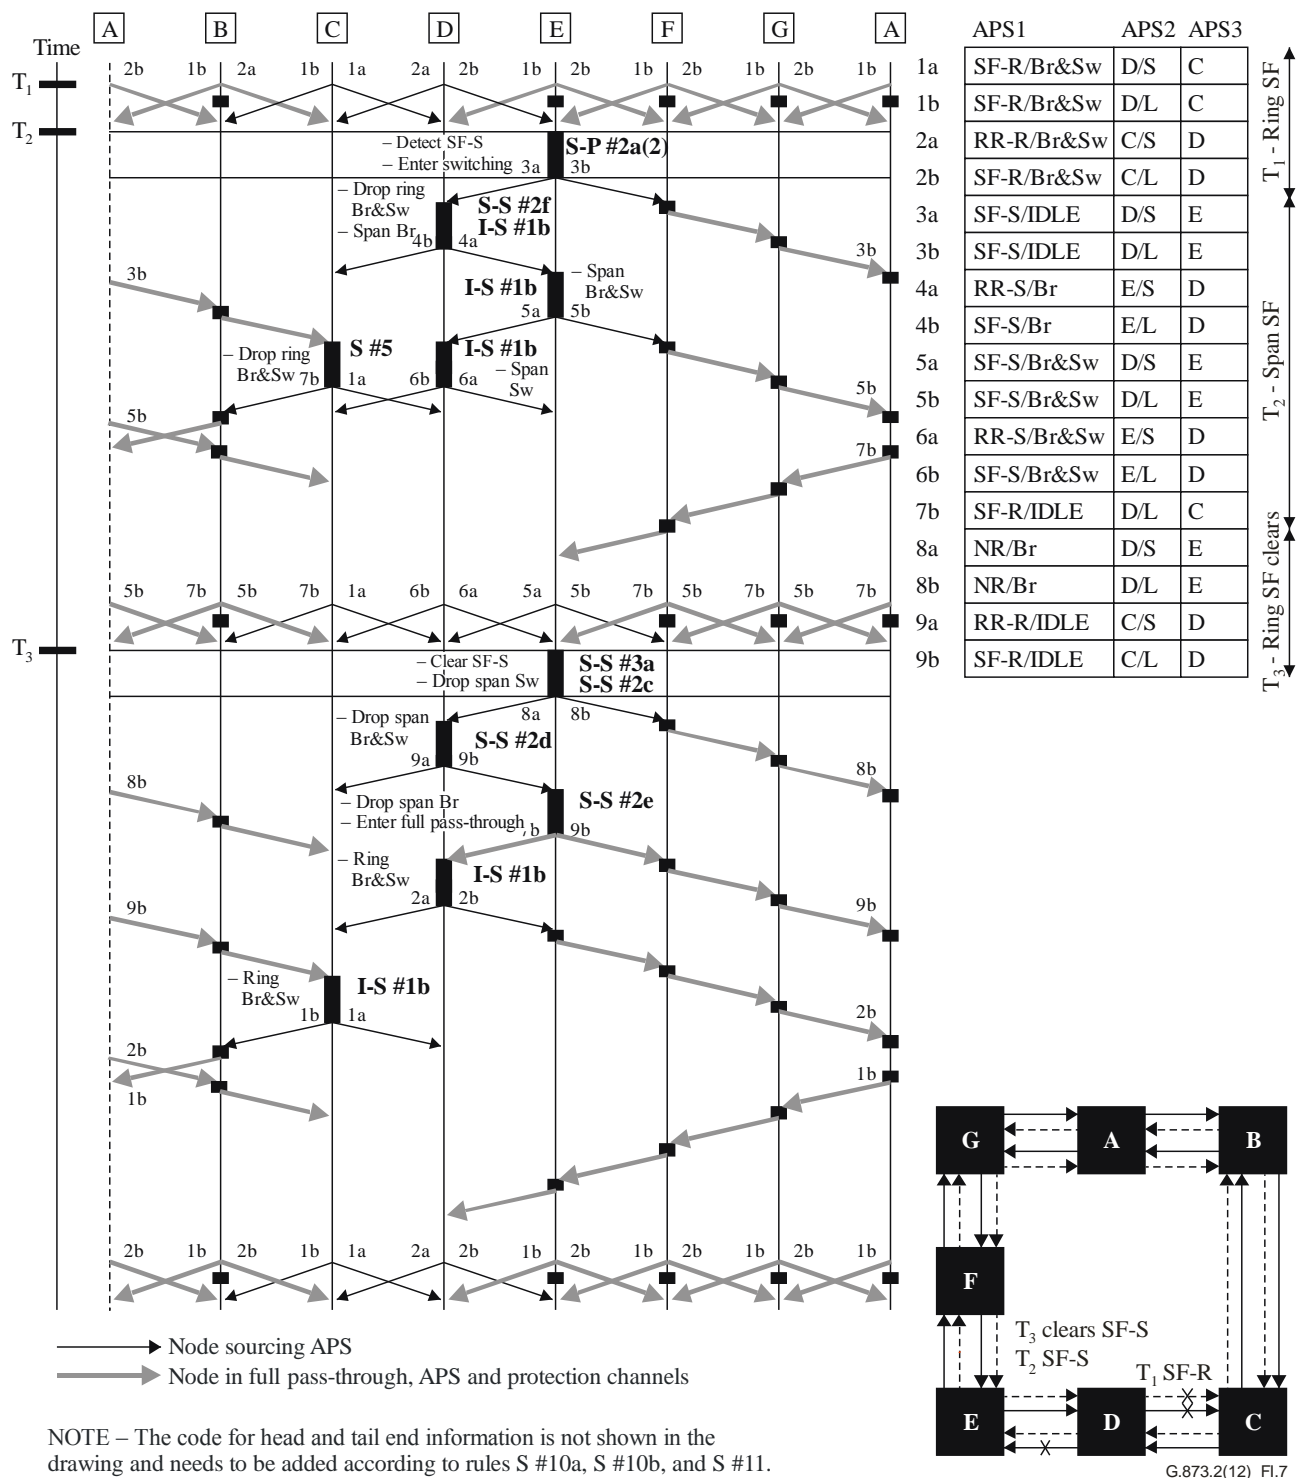 A B C D E F G A
Time
2b 1b 2a 1b 1a 2a 2b 1b 2b 1b 2b 1b 2b 1b
T1
T2
– Detect SF-S
– Enter switching
S-P #2a(2)
3a 3b
– Drop ring
Br&Sw
– Span Br
S-S #2f
I-S #1b
4b 4a
3b
3b
I-S #1b
– Span
Br&Sw
5a 5b
– Drop ring
Br&Sw
S #5
7b 1a
I-S #1b
– Span
Sw
6b 6a
5b
5b
7b
5b 7b 5b 7b 1a 6b 6a 5a 5b 7b 5b 7b 5b 7b
T3
– Clear SF-S
– Drop span Sw
S-S #3a
S-S #2c
8a 8b
– Drop span
Br&Sw
S-S #2d
9a 9b
8b
8b
– Drop span Br
– Enter full pass-through
S-S #2e
9b
– Ring
Br&Sw
I-S #1b
2a 2b
9b
9b
– Ring
Br&Sw
I-S #1b
1b 1a
2b
2b
1b
1b
2b 1b 2b 1b 1a 2a 2b 1b 2b 1b 2b 1b 2b 1b
APS1 APS2 APS3
1a SF-R/Br&Sw D/S C
1b SF-R/Br&Sw D/L C
2a RR-R/Br&Sw C/S D
2b SF-R/Br&Sw C/L D
3a SF-S/IDLE D/S E
3b SF-S/IDLE D/L E
4a RR-S/Br E/S D
4b SF-S/Br E/L D
5a SF-S/Br&Sw D/S E
5b SF-S/Br&Sw D/L E
6a RR-S/Br&Sw E/S D
6b SF-S/Br&Sw E/L D
7b SF-R/IDLE D/L C
8a NR/Br D/S E
8b NR/Br D/L E
9a RR-R/IDLE C/S D
9b SF-R/IDLE C/L D
T1 - Ring SF
T2 - Span SF
T3 - Ring SF clears
G A B
F
T3 clears SF-S
T2 SF-S
T1 SF-R
E D C
Node sourcing APS
Node in full pass-through, APS and protection channels
NOTE – The code for head and tail end information is not shown in the
drawing and needs to be added according to rules S #10a, S #10b, and S #11.
G.873.2(12)_FI.7